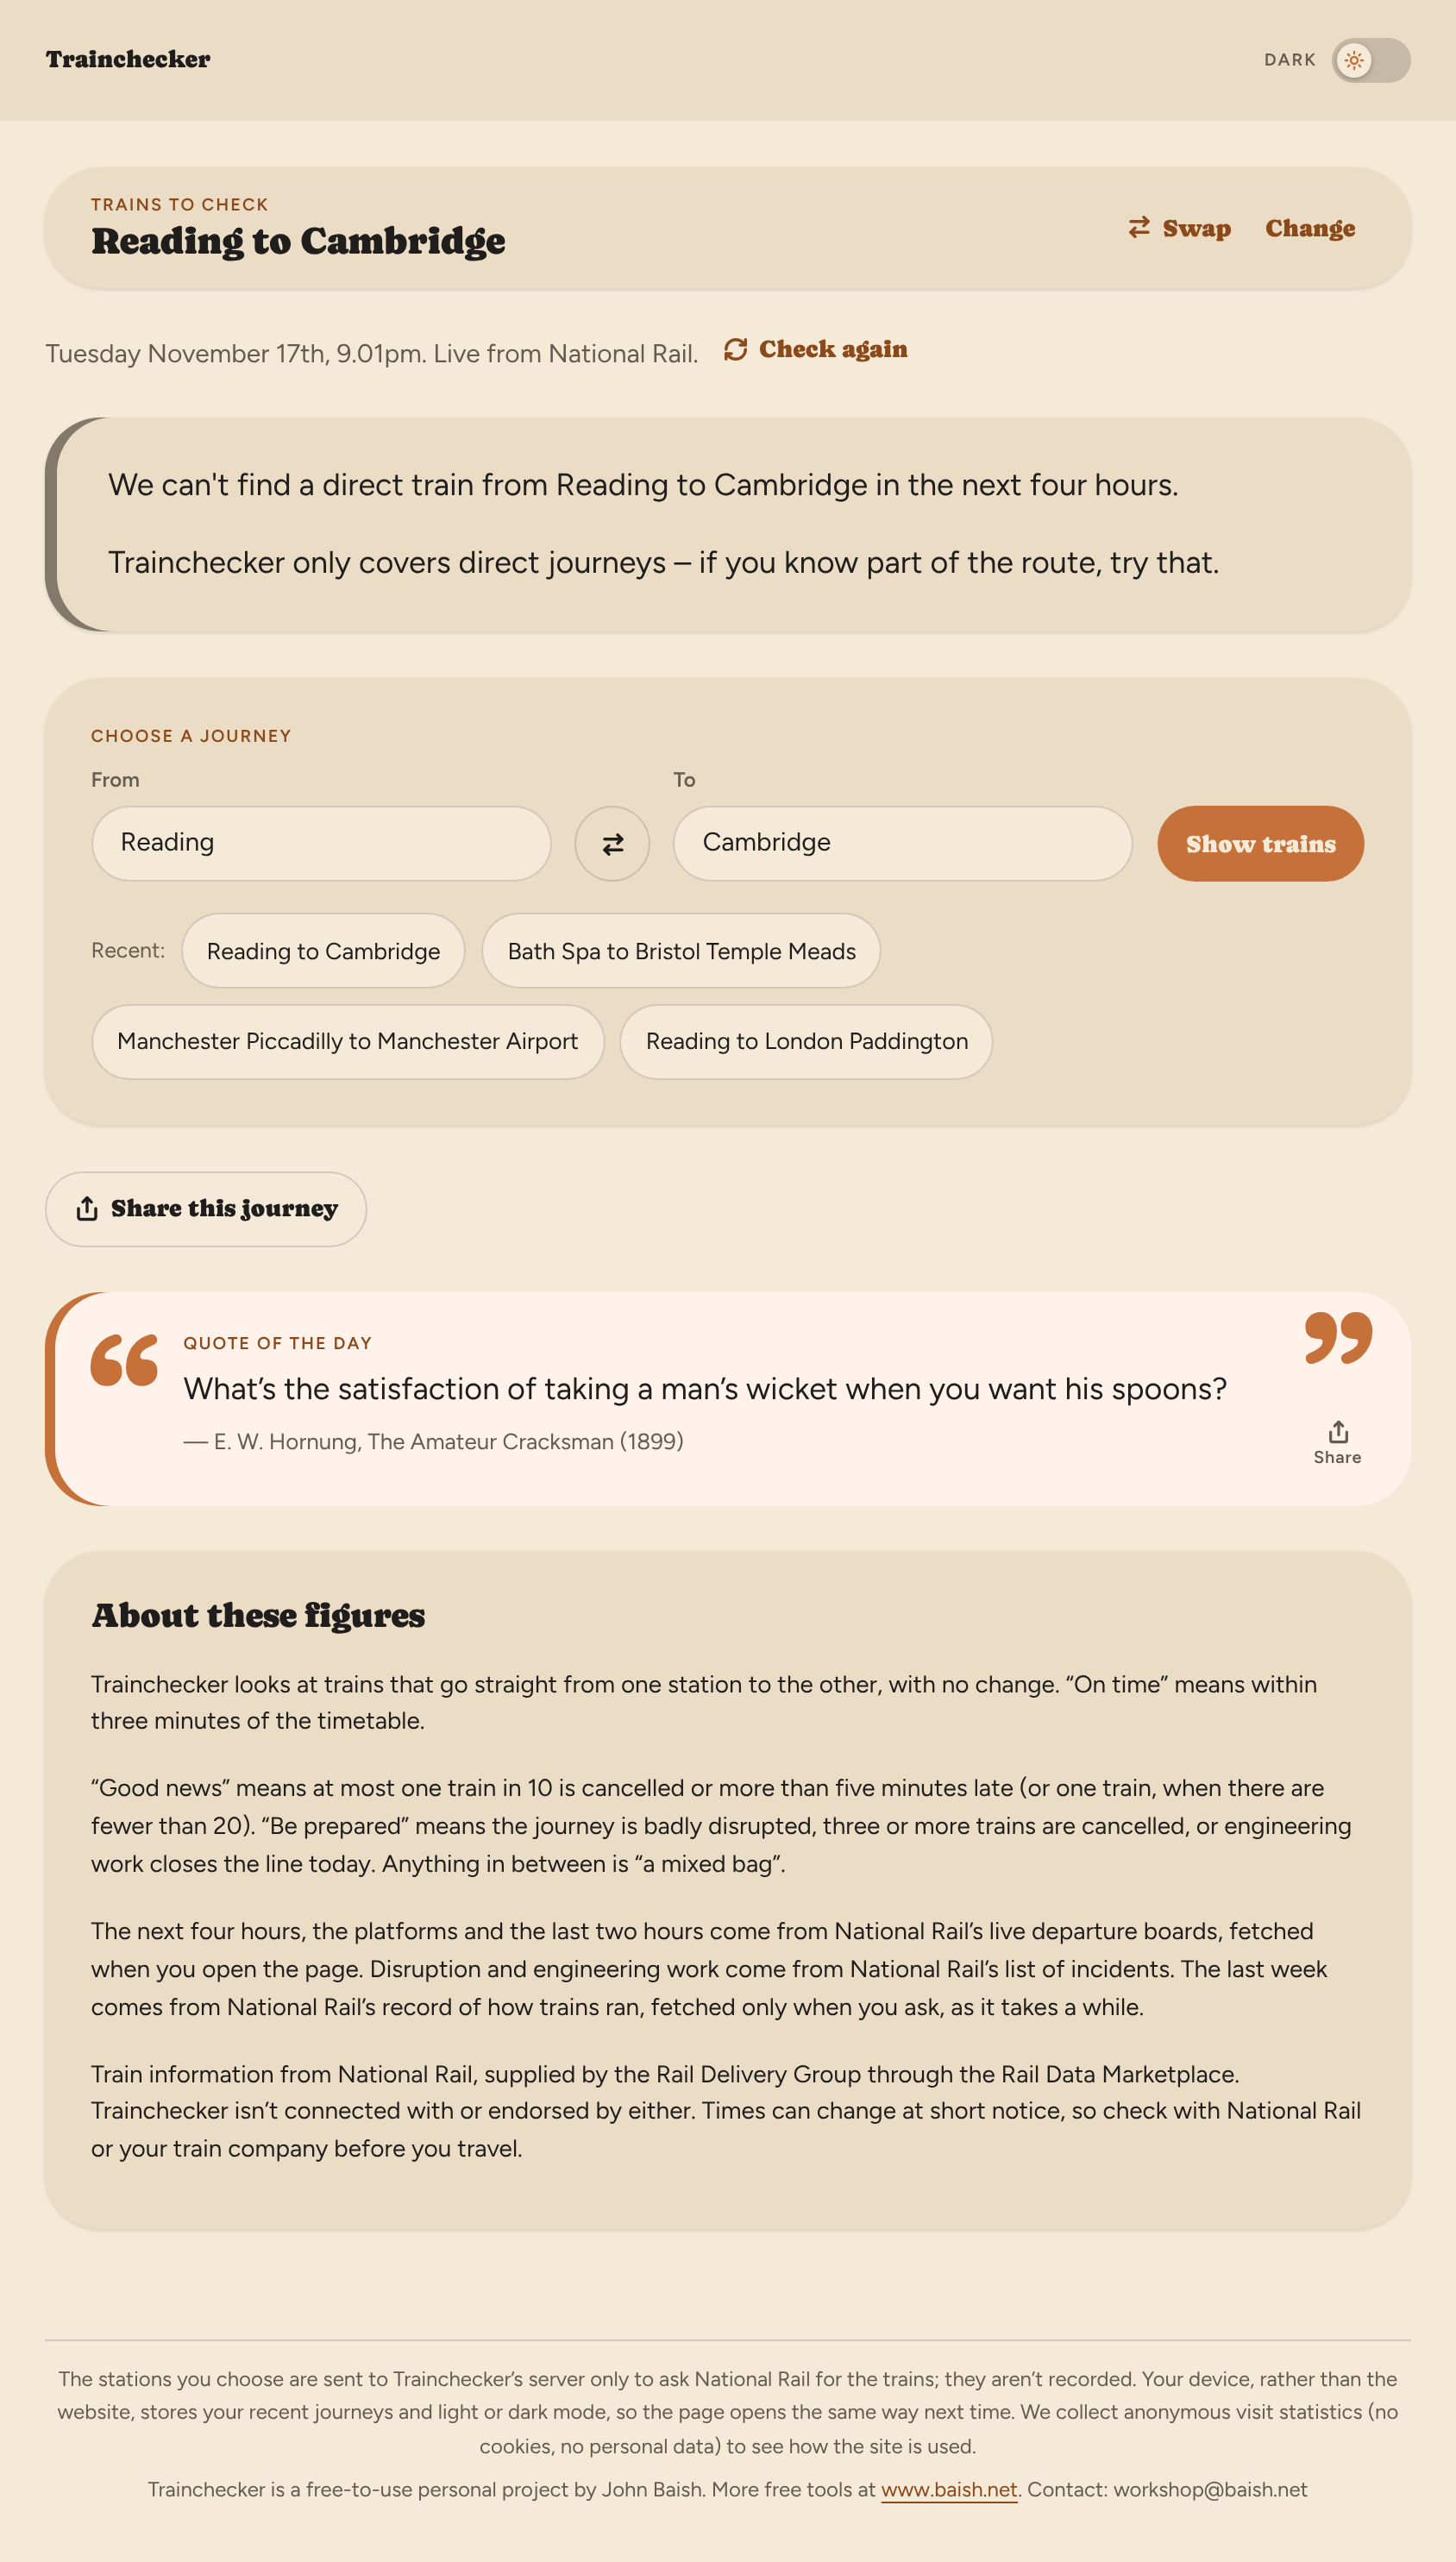 Trainchecker
DARK
TRAINS TO CHECK
Reading to Cambridge
Swap
Change
Tuesday November 17th, 9.01pm. Live from National Rail.
Check again
We can't find a direct train from Reading to Cambridge in the next four hours.
Trainchecker only covers direct journeys – if you know part of the route, try that.
CHOOSE A JOURNEY
From
To
Reading
Cambridge
Show trains
Recent:
Reading to Cambridge
Bath Spa to Bristol Temple Meads
Manchester Piccadilly to Manchester Airport
Reading to London Paddington
Share this journey
“
QUOTE OF THE DAY
”
What’s the satisfaction of taking a man’s wicket when you want his spoons?
— E. W. Hornung, The Amateur Cracksman (1899)
Share
About these figures
Trainchecker looks at trains that go straight from one station to the other, with no change. “On time” means within
three minutes of the timetable.
“Good news” means at most one train in 10 is cancelled or more than five minutes late (or one train, when there are
fewer than 20). “Be prepared” means the journey is badly disrupted, three or more trains are cancelled, or engineering
work closes the line today. Anything in between is “a mixed bag”.
The next four hours, the platforms and the last two hours come from National Rail’s live departure boards, fetched
when you open the page. Disruption and engineering work come from National Rail’s list of incidents. The last week
comes from National Rail’s record of how trains ran, fetched only when you ask, as it takes a while.
Train information from National Rail, supplied by the Rail Delivery Group through the Rail Data Marketplace.
Trainchecker isn’t connected with or endorsed by either. Times can change at short notice, so check with National Rail
or your train company before you travel.
The stations you choose are sent to Trainchecker’s server only to ask National Rail for the trains; they aren’t recorded. Your device, rather than the
website, stores your recent journeys and light or dark mode, so the page opens the same way next time. We collect anonymous visit statistics (no
cookies, no personal data) to see how the site is used.
Trainchecker is a free-to-use personal project by John Baish. More free tools at www.baish.net. Contact: workshop@baish.net